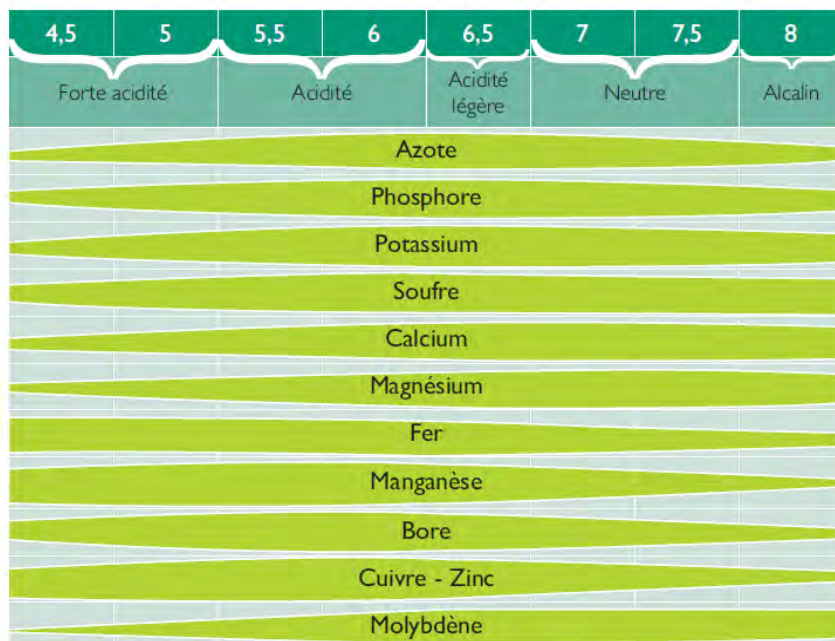 4,5 5 5,5 6 6,5 7 7,5 8
Forte acidité Acidité Acidité légère Neutre Alcalin
Azote
Phosphore
Potassium
Soufre
Calcium
Magnésium
Fer
Manganèse
Bore
Cuivre - Zinc
Molybdène